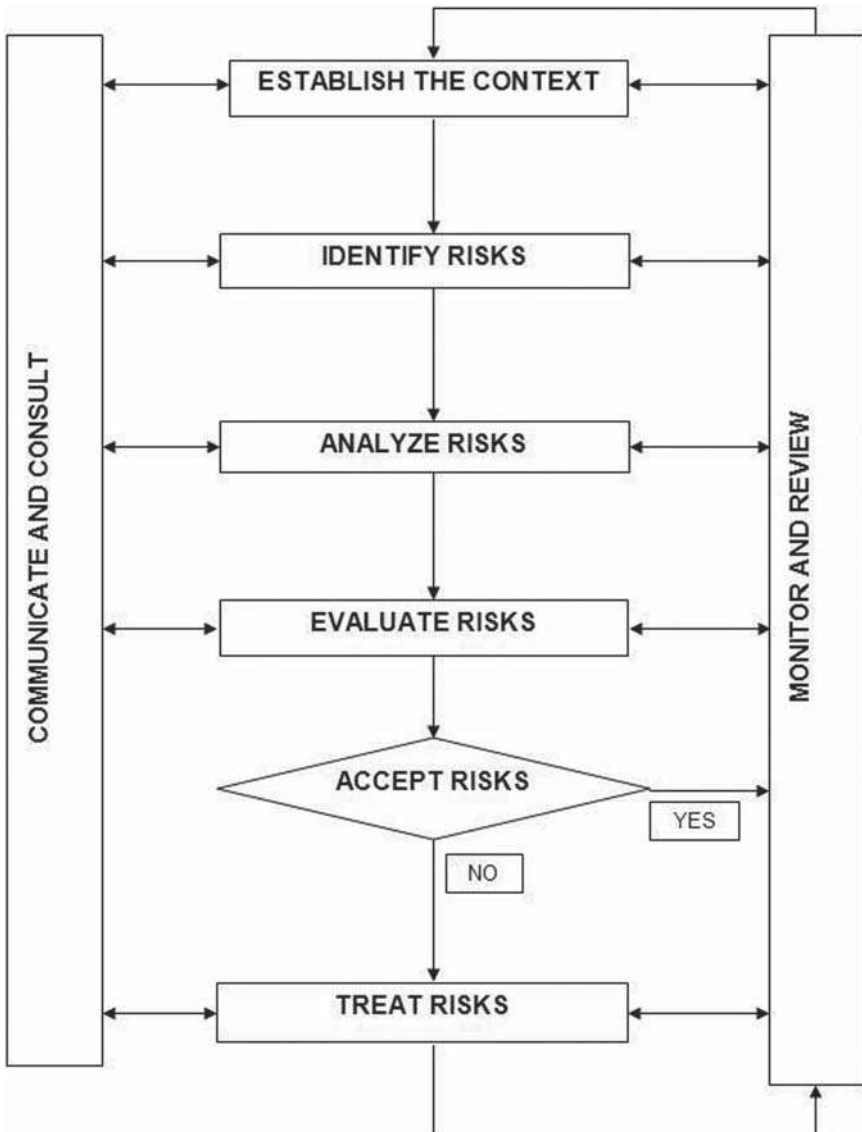 ESTABLISH THE CONTEXT
IDENTIFY RISKS
ANALYZE RISKS
EVALUATE RISKS
ACCEPT RISKS
YES
NO
TREAT RISKS
COMMUNICATE AND CONSULT
MONITOR AND REVIEW